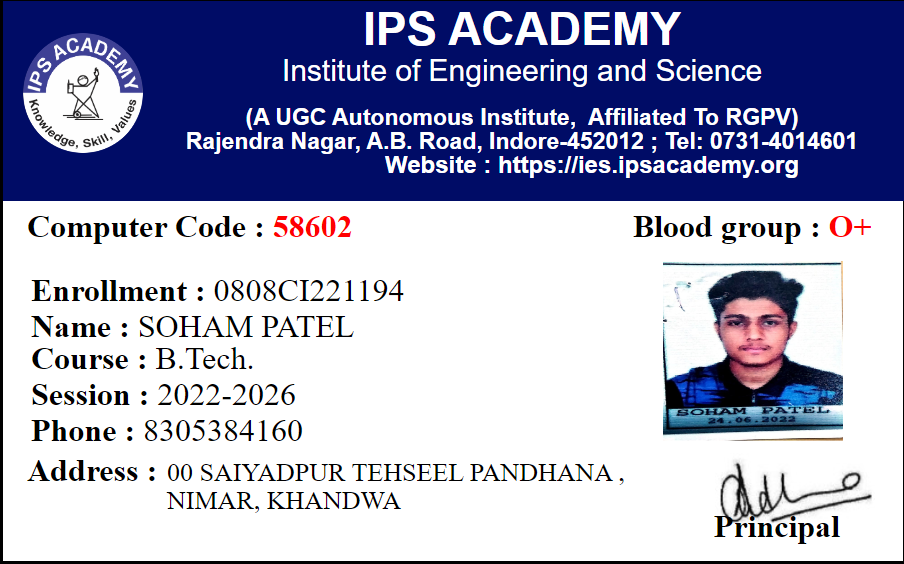 IPS ACADEMY
Institute of Engineering and Science
(A UGC Autonomous Institute, Affiliated To RGPV)
Rajendra Nagar, A.B. Road, Indore-452012 ; Tel: 0731-4014601
Website : https://ies.ipsacademy.org
IPS ACADEMY
Knowledge, Skill, Values
Computer Code : 58602
Blood group : O+
Enrollment : 0808CI221194
Name : SOHAM PATEL
Course : B.Tech.
Session : 2022-2026
Phone : 8305384160
Address : 00 SAIYADPUR TEHSEEL PANDHANA ,
NIMAR, KHANDWA
SOHAM PATEL
24.06.2022
Principal